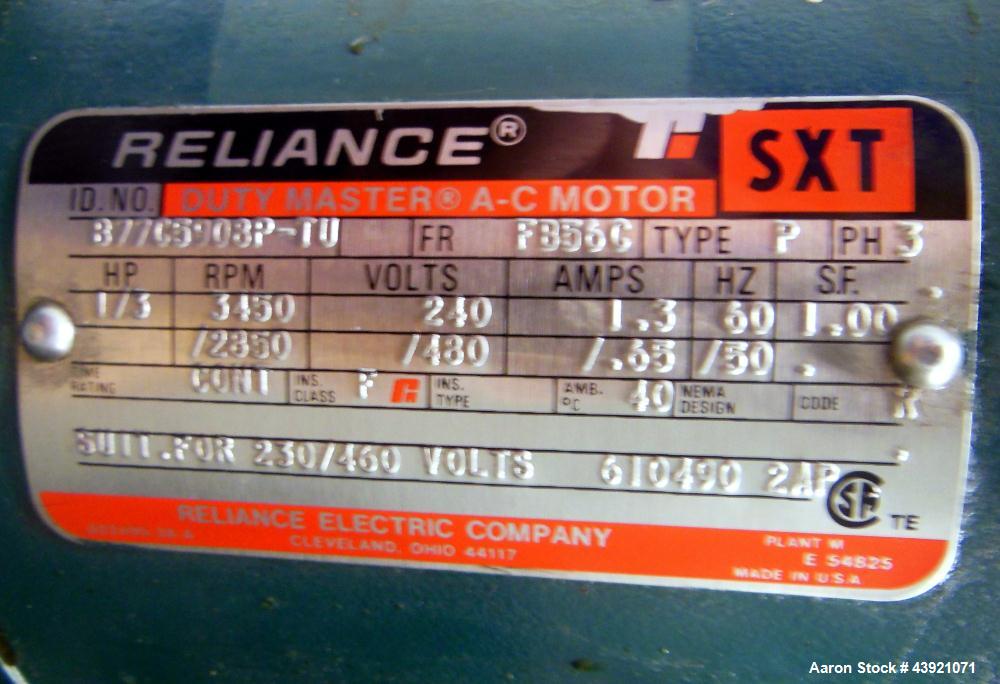 RELIANCE® SXT
ID. NO. DUTY MASTER® A-C MOTOR
B77C5908P-TU FR FB56C TYPE P PH 3
HP RPM VOLTS AMPS HZ S.F.
1/3 3450 240 1.3 60 1.00
/2850 /480 /.65 /50 .
TIME RATING CONT INS. CLASS F INS. TYPE AMB. °C 40 NEMA DESIGN CODE R
SUIT.FOR 230/460 VOLTS 610490 2AP
TE
RELIANCE ELECTRIC COMPANY
CLEVELAND, OHIO 44117
PLANT M
E 54825
MADE IN U.S.A
Aaron Stock # 43921071